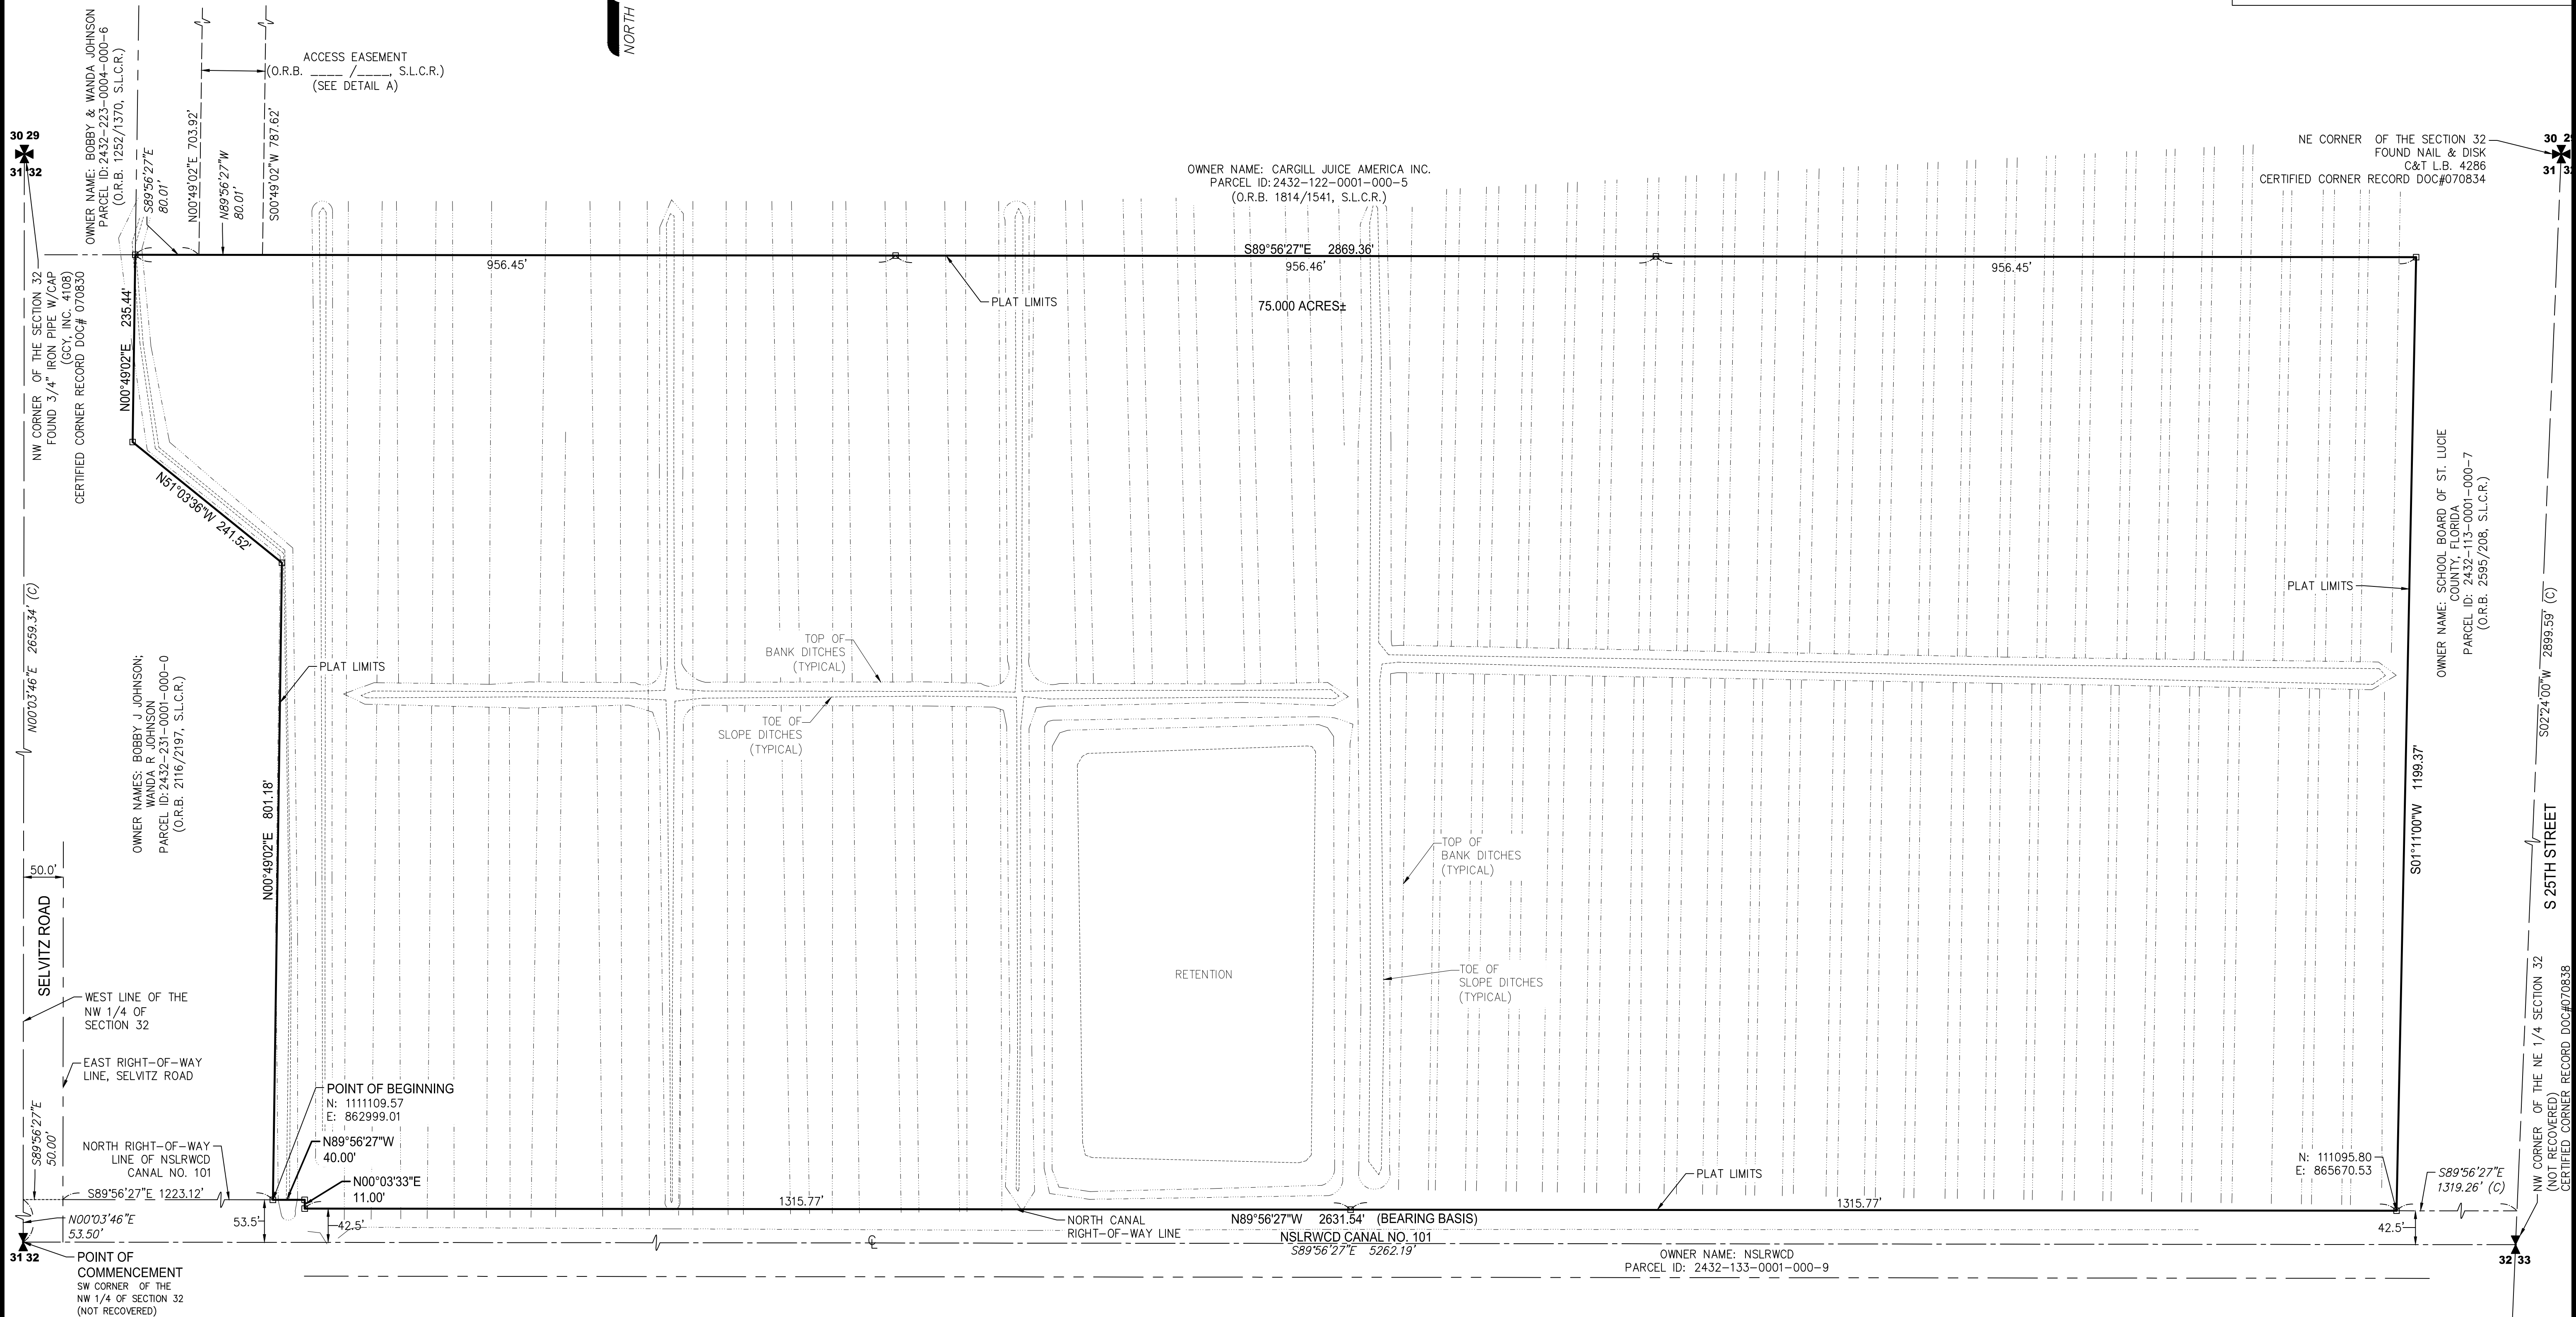 NORTH
ACCESS EASEMENT
(O.R.B. ____ /____, S.L.C.R.)
(SEE DETAIL A)
OWNER NAME: BOBBY & WANDA JOHNSON
PARCEL ID: 2432-223-0004-000-6
(O.R.B. 1252/1370, S.L.C.R.)
S89°56'27"E
80.01'
N00°49'02"E 703.92'
N89°56'27"W
80.01'
S00°49'02"W 787.62'
30 29
31 32
NW CORNER OF THE SECTION 32
FOUND 3/4" IRON PIPE W/CAP
(GCY, INC. 4108)
CERTIFIED CORNER RECORD DOC# 070830
OWNER NAME: CARGILL JUICE AMERICA INC.
PARCEL ID: 2432-122-0001-000-5
(O.R.B. 1814/1541, S.L.C.R.)
NE CORNER OF THE SECTION 32
FOUND NAIL & DISK
C&T L.B. 4286
CERTIFIED CORNER RECORD DOC#070834
30 29
31 32
S89°56'27"E 2869.36'
956.45'
956.46'
956.45'
PLAT LIMITS
75.000 ACRES±
N00°49'02"E 235.44'
N51°03'36"W 241.52'
N00°03'46"E 2659.34' (C)
OWNER NAMES: BOBBY J JOHNSON;
WANDA R JOHNSON
PARCEL ID: 2432-231-0001-000-0
(O.R.B. 2116/2197, S.L.C.R.)
PLAT LIMITS
N00°49'02"E 801.18'
TOP OF
BANK DITCHES
(TYPICAL)
TOE OF
SLOPE DITCHES
(TYPICAL)
OWNER NAME: SCHOOL BOARD OF ST. LUCIE
COUNTY, FLORIDA
PARCEL ID: 2432-113-0001-000-7
(O.R.B. 2595/208, S.L.C.R.)
PLAT LIMITS
S02°24'00"W 2899.59' (C)
S01°11'00"W 1199.37'
S 25TH STREET
TOP OF
BANK DITCHES
(TYPICAL)
TOE OF
SLOPE DITCHES
(TYPICAL)
RETENTION
50.0'
SELVITZ ROAD
WEST LINE OF THE
NW 1/4 OF
SECTION 32
EAST RIGHT-OF-WAY
LINE, SELVITZ ROAD
S89°56'27"E
50.00'
NORTH RIGHT-OF-WAY
LINE OF NSLRWCD
CANAL NO. 101
S89°56'27"E 1223.12'
N00°03'46"E
53.50'
POINT OF BEGINNING
N: 1111109.57
E: 862999.01
N89°56'27"W
40.00'
N00°03'33"E
11.00'
53.5'
42.5'
31 32
POINT OF
COMMENCEMENT
SW CORNER OF THE
NW 1/4 OF SECTION 32
(NOT RECOVERED)
1315.77'
NORTH CANAL
RIGHT-OF-WAY LINE
N89°56'27"W 2631.54' (BEARING BASIS)
NSLRWCD CANAL NO. 101
S89°56'27"E 5262.19'
PLAT LIMITS
1315.77'
OWNER NAME: NSLRWCD
PARCEL ID: 2432-133-0001-000-9
N: 111095.80
E: 865670.53
S89°56'27"E
1319.26' (C)
42.5'
32 33
NW CORNER OF THE NE 1/4 SECTION 32
(NOT RECOVERED)
CERTIFIED CORNER RECORD DOC#070838